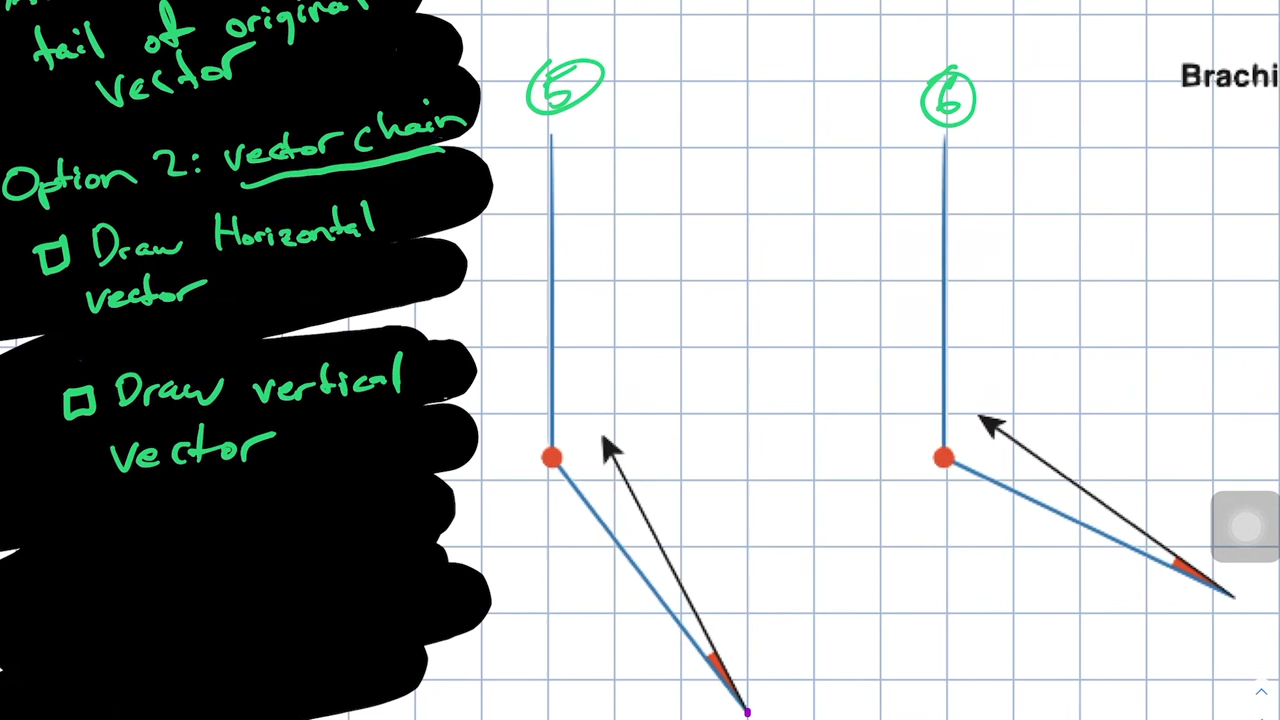 tail of original
vector
Option 2: vector chain
Draw Horizontal
vector
Draw vertical
vector
5
6
Brachi